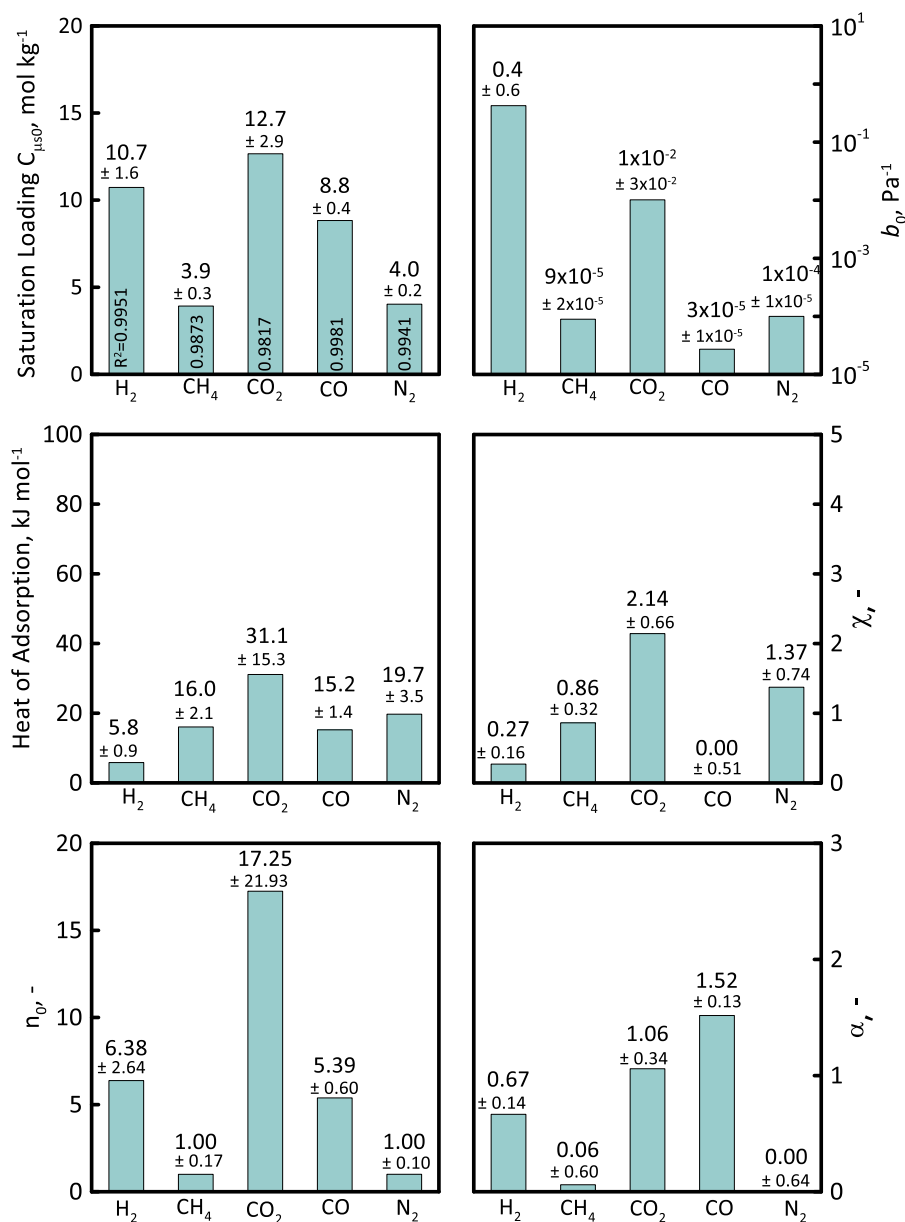 Saturation Loading Cμs0, mol kg-1
20
15
10
5
0
10.7
± 1.6
3.9
± 0.3
12.7
± 2.9
8.8
± 0.4
4.0
± 0.2
R2=0.9951
0.9873
0.9817
0.9981
0.9941
H2
CH4
CO2
CO
N2
0.4
± 0.6
9x10-5
± 2x10-5
1x10-2
± 3x10-2
3x10-5
± 1x10-5
1x10-4
± 1x10-5
H2
CH4
CO2
CO
N2
101
10-1
10-3
10-5
b0, Pa-1
Heat of Adsorption, kJ mol-1
100
80
60
40
20
0
5.8
± 0.9
16.0
± 2.1
31.1
± 15.3
15.2
± 1.4
19.7
± 3.5
H2
CH4
CO2
CO
N2
0.27
± 0.16
0.86
± 0.32
2.14
± 0.66
0.00
± 0.51
1.37
± 0.74
H2
CH4
CO2
CO
N2
5
4
3
2
1
0
χ, -
n0, -
20
15
10
5
0
6.38
± 2.64
1.00
± 0.17
17.25
± 21.93
5.39
± 0.60
1.00
± 0.10
H2
CH4
CO2
CO
N2
0.67
± 0.14
0.06
± 0.60
1.06
± 0.34
1.52
± 0.13
0.00
± 0.64
H2
CH4
CO2
CO
N2
3
2
1
0
α, -